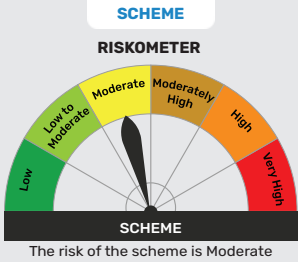 SCHEME
RISKOMETER
Low
Low to
Moderate
Moderate
Moderately
High
High
Very High
SCHEME
The risk of the scheme is Moderate